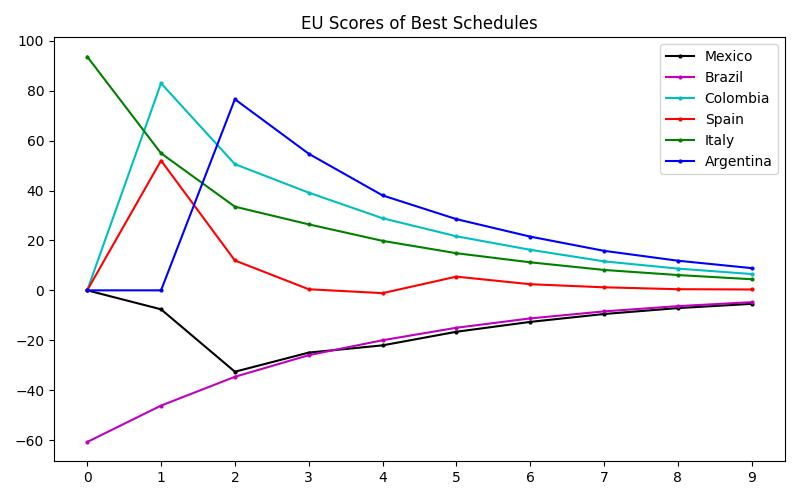 EU Scores of Best Schedules
100
80
60
40
20
0
−20
−40
−60
0 1 2 3 4 5 6 7 8 9
Mexico
Brazil
Colombia
Spain
Italy
Argentina